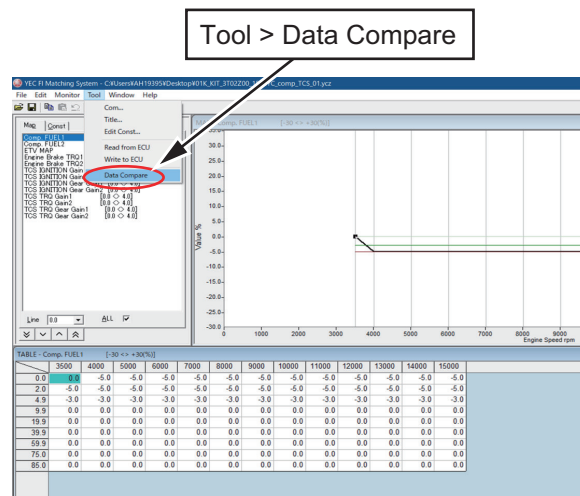 Tool > Data Compare
YEC FI Matching System - C:¥Users¥AH19395¥Desktop¥01K_KIT_3T02Z00_
C_comp_TCS_01.ycz
File Edit Monitor Tool Window Help
Com...
Title...
Edit Const...
Read from ECU
Write to ECU
Data Compare
Map Const
Comp. FUEL1
Comp. FUEL2
ETV MAP
Engine Brake TRQ1
Engine Brake TRQ2
TCS IGNITION Gain
TCS IGNITION Gain
TCS IGNITION Gear Gain1 [0.0 <> 4.0]
TCS IGNITION Gear Gain2 [0.0 <> 4.0]
TCS TRQ Gain1 [0.0 <> 4.0]
TCS TRQ Gain2 [0.0 <> 4.0]
TCS TRQ Gear Gain1 [0.0 <> 4.0]
TCS TRQ Gear Gain2 [0.0 <> 4.0]
Line 0.0 ALL
Comp. FUEL1 [-30 <> +30(%)]
35.0
30.0
25.0
20.0
15.0
10.0
5.0
0.0
-5.0
-10.0
-15.0
-20.0
-25.0
-30.0
Value %
0 1000 2000 3000 4000 5000 6000 7000 8000 9000
Engine Speed rpm
TABLE - Comp. FUEL1 [-30 <> +30(%)]
3500 4000 5000 6000 7000 8000 9000 10000 11000 12000 13000 14000 15000
0.0 0.0 -5.0 -5.0 -5.0 -5.0 -5.0 -5.0 -5.0 -5.0 -5.0 -5.0 -5.0 -5.0
2.0 -5.0 -5.0 -5.0 -5.0 -5.0 -5.0 -5.0 -5.0 -5.0 -5.0 -5.0 -5.0 -5.0
4.9 -3.0 -3.0 -3.0 -3.0 -3.0 -3.0 -3.0 -3.0 -3.0 -3.0 -3.0 -3.0 -3.0
9.9 0.0 0.0 0.0 0.0 0.0 0.0 0.0 0.0 0.0 0.0 0.0 0.0 0.0
19.9 0.0 0.0 0.0 0.0 0.0 0.0 0.0 0.0 0.0 0.0 0.0 0.0 0.0
39.9 0.0 0.0 0.0 0.0 0.0 0.0 0.0 0.0 0.0 0.0 0.0 0.0 0.0
59.9 0.0 0.0 0.0 0.0 0.0 0.0 0.0 0.0 0.0 0.0 0.0 0.0 0.0
75.0 0.0 0.0 0.0 0.0 0.0 0.0 0.0 0.0 0.0 0.0 0.0 0.0 0.0
85.0 0.0 0.0 0.0 0.0 0.0 0.0 0.0 0.0 0.0 0.0 0.0 0.0 0.0